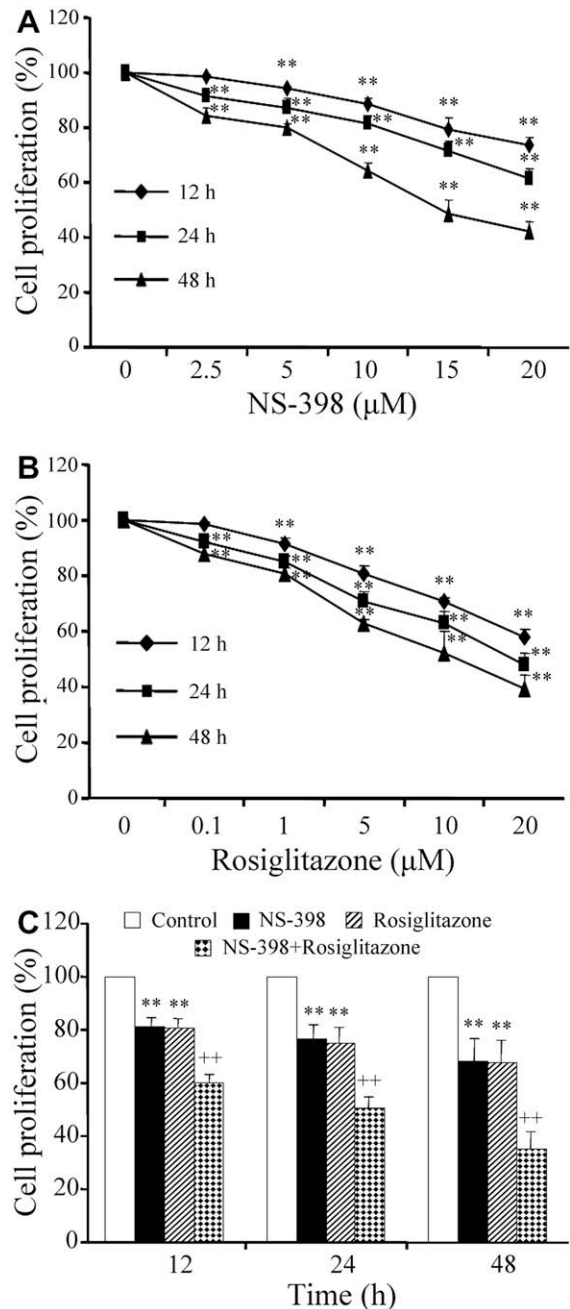 A
120
100
80
60
40
20
0
Cell proliferation (%)
**
**
**
**
**
**
**
**
**
**
**
**
**
**
12 h
24 h
48 h
0 2.5 5 10 15 20
NS-398 (μM)
B
120
100
80
60
40
20
0
Cell proliferation (%)
**
**
**
**
**
**
**
**
**
**
**
**
**
**
12 h
24 h
48 h
0 0.1 1 5 10 20
Rosiglitazone (μM)
C
120
100
80
60
40
20
0
Cell proliferation (%)
Control NS-398 Rosiglitazone
NS-398+Rosiglitazone
** ** ++
** ** ++
** ** ++
12 24 48
Time (h)